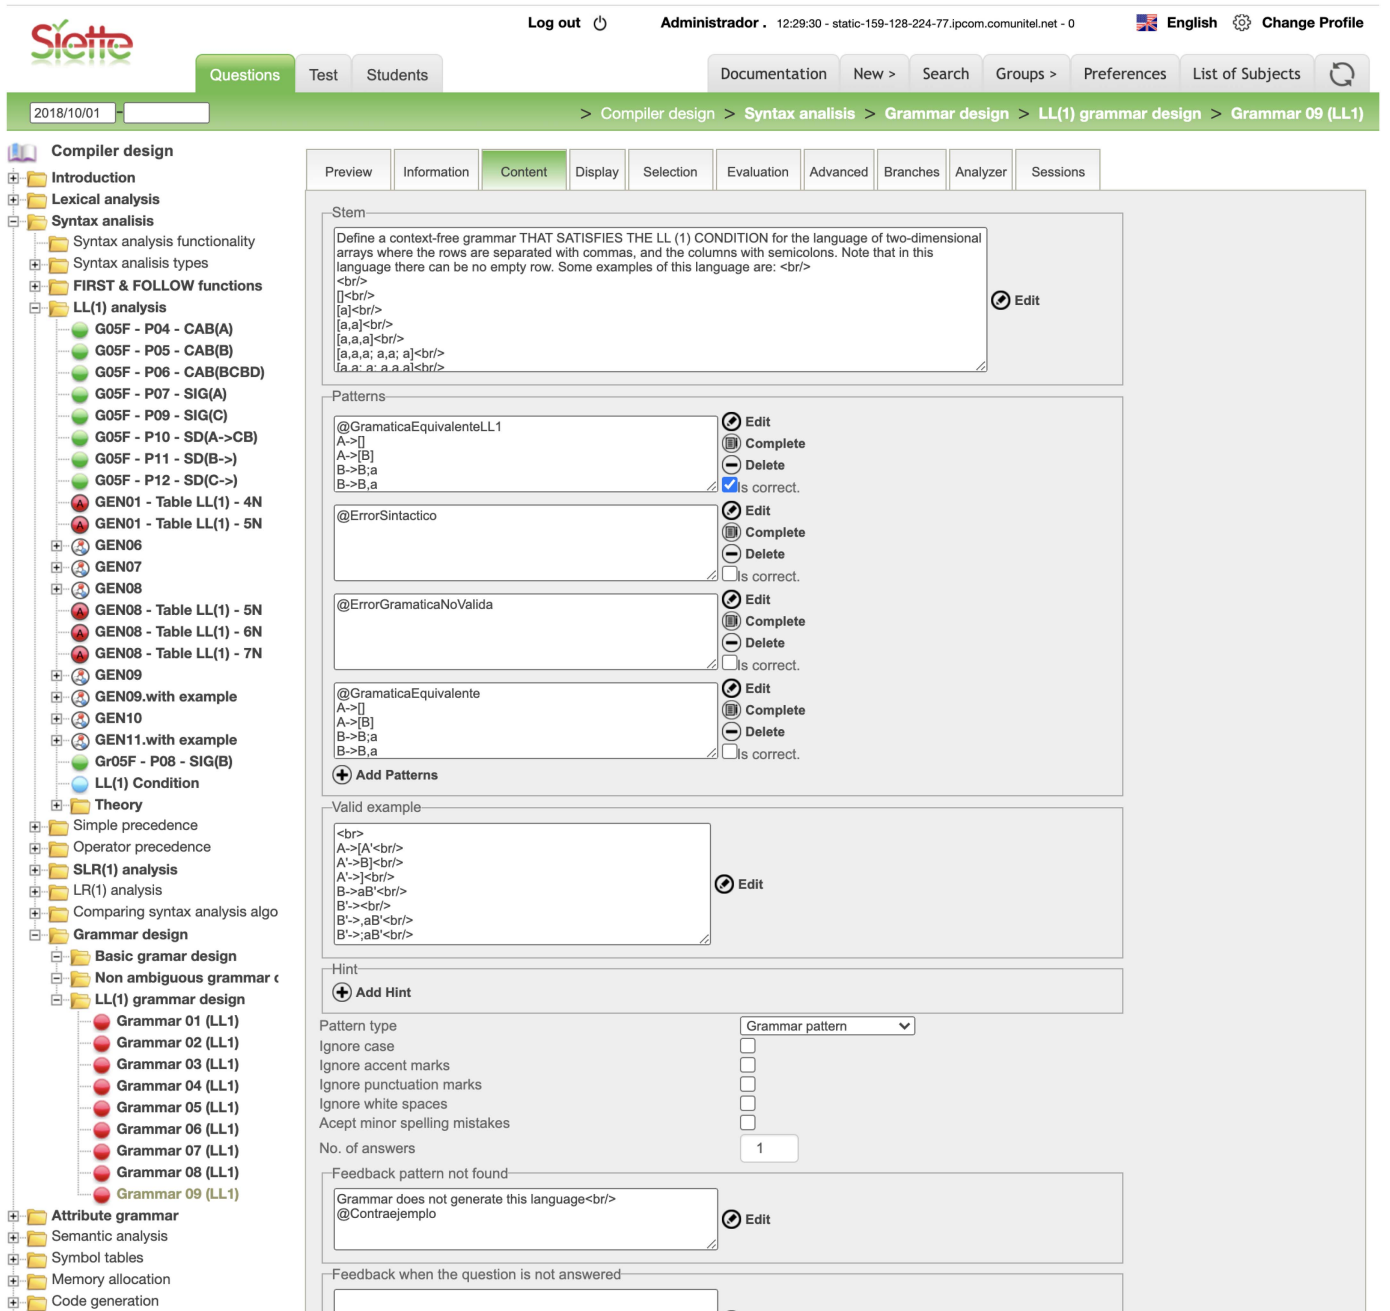 Siette
Log out
Administrador . 12:29:30 - static-159-128-224-77.ipcom.comunitel.net - 0
English
Change Profile
Questions
Test
Students
Documentation
New >
Search
Groups >
Preferences
List of Subjects
2018/10/01
-
> Compiler design > Syntax analisis > Grammar design > LL(1) grammar design > Grammar 09 (LL1)
Compiler design
Introduction
Lexical analysis
Syntax analisis
Syntax analysis functionality
Syntax analisis types
FIRST & FOLLOW functions
LL(1) analysis
G05F - P04 - CAB(A)
G05F - P05 - CAB(B)
G05F - P06 - CAB(BCBD)
G05F - P07 - SIG(A)
G05F - P09 - SIG(C)
G05F - P10 - SD(A->CB)
G05F - P11 - SD(B->)
G05F - P12 - SD(C->)
GEN01 - Table LL(1) - 4N
GEN01 - Table LL(1) - 5N
GEN06
GEN07
GEN08
GEN08 - Table LL(1) - 5N
GEN08 - Table LL(1) - 6N
GEN08 - Table LL(1) - 7N
GEN09
GEN09.with example
GEN10
GEN11.with example
Gr05F - P08 - SIG(B)
LL(1) Condition
Theory
Simple precedence
Operator precedence
SLR(1) analysis
LR(1) analysis
Comparing syntax analysis algo
Grammar design
Basic gramar design
Non ambiguous grammar
LL(1) grammar design
Grammar 01 (LL1)
Grammar 02 (LL1)
Grammar 03 (LL1)
Grammar 04 (LL1)
Grammar 05 (LL1)
Grammar 06 (LL1)
Grammar 07 (LL1)
Grammar 08 (LL1)
Grammar 09 (LL1)
Attribute grammar
Semantic analysis
Symbol tables
Memory allocation
Code generation
Preview
Information
Content
Display
Selection
Evaluation
Advanced
Branches
Analyzer
Sessions
Stem
Define a context-free grammar THAT SATISFIES THE LL (1) CONDITION for the language of two-dimensional
arrays where the rows are separated with commas, and the columns with semicolons. Note that in this
language there can be no empty row. Some examples of this language are: <br/>
<br/>
[]<br/>
[a]<br/>
[a,a]<br/>
[a,a,a]<br/>
[a,a,a; a,a; a]<br/>
[a,a; a; a,a,a]<br/>
Edit
Patterns
@GramaticaEquivalenteLL1
A->[]
A->[B]
B->B;a
B->B,a
Edit
Complete
Delete
Is correct.
@ErrorSintactico
Edit
Complete
Delete
Is correct.
@ErrorGramaticaNoValida
Edit
Complete
Delete
Is correct.
@GramaticaEquivalente
A->[]
A->[B]
B->B;a
B->B,a
Edit
Complete
Delete
Is correct.
Add Patterns
Valid example
<br>
A->[A'<br/>
A'->B]<br/>
A'->]<br/>
B->aB'<br/>
B'-><br/>
B'->,aB'<br/>
B'->;aB'<br/>
Edit
Hint
Add Hint
Pattern type
Grammar pattern
Ignore case
Ignore accent marks
Ignore punctuation marks
Ignore white spaces
Acept minor spelling mistakes
No. of answers
1
Feedback pattern not found
Grammar does not generate this language<br/>
@Contraejemplo
Edit
Feedback when the question is not answered